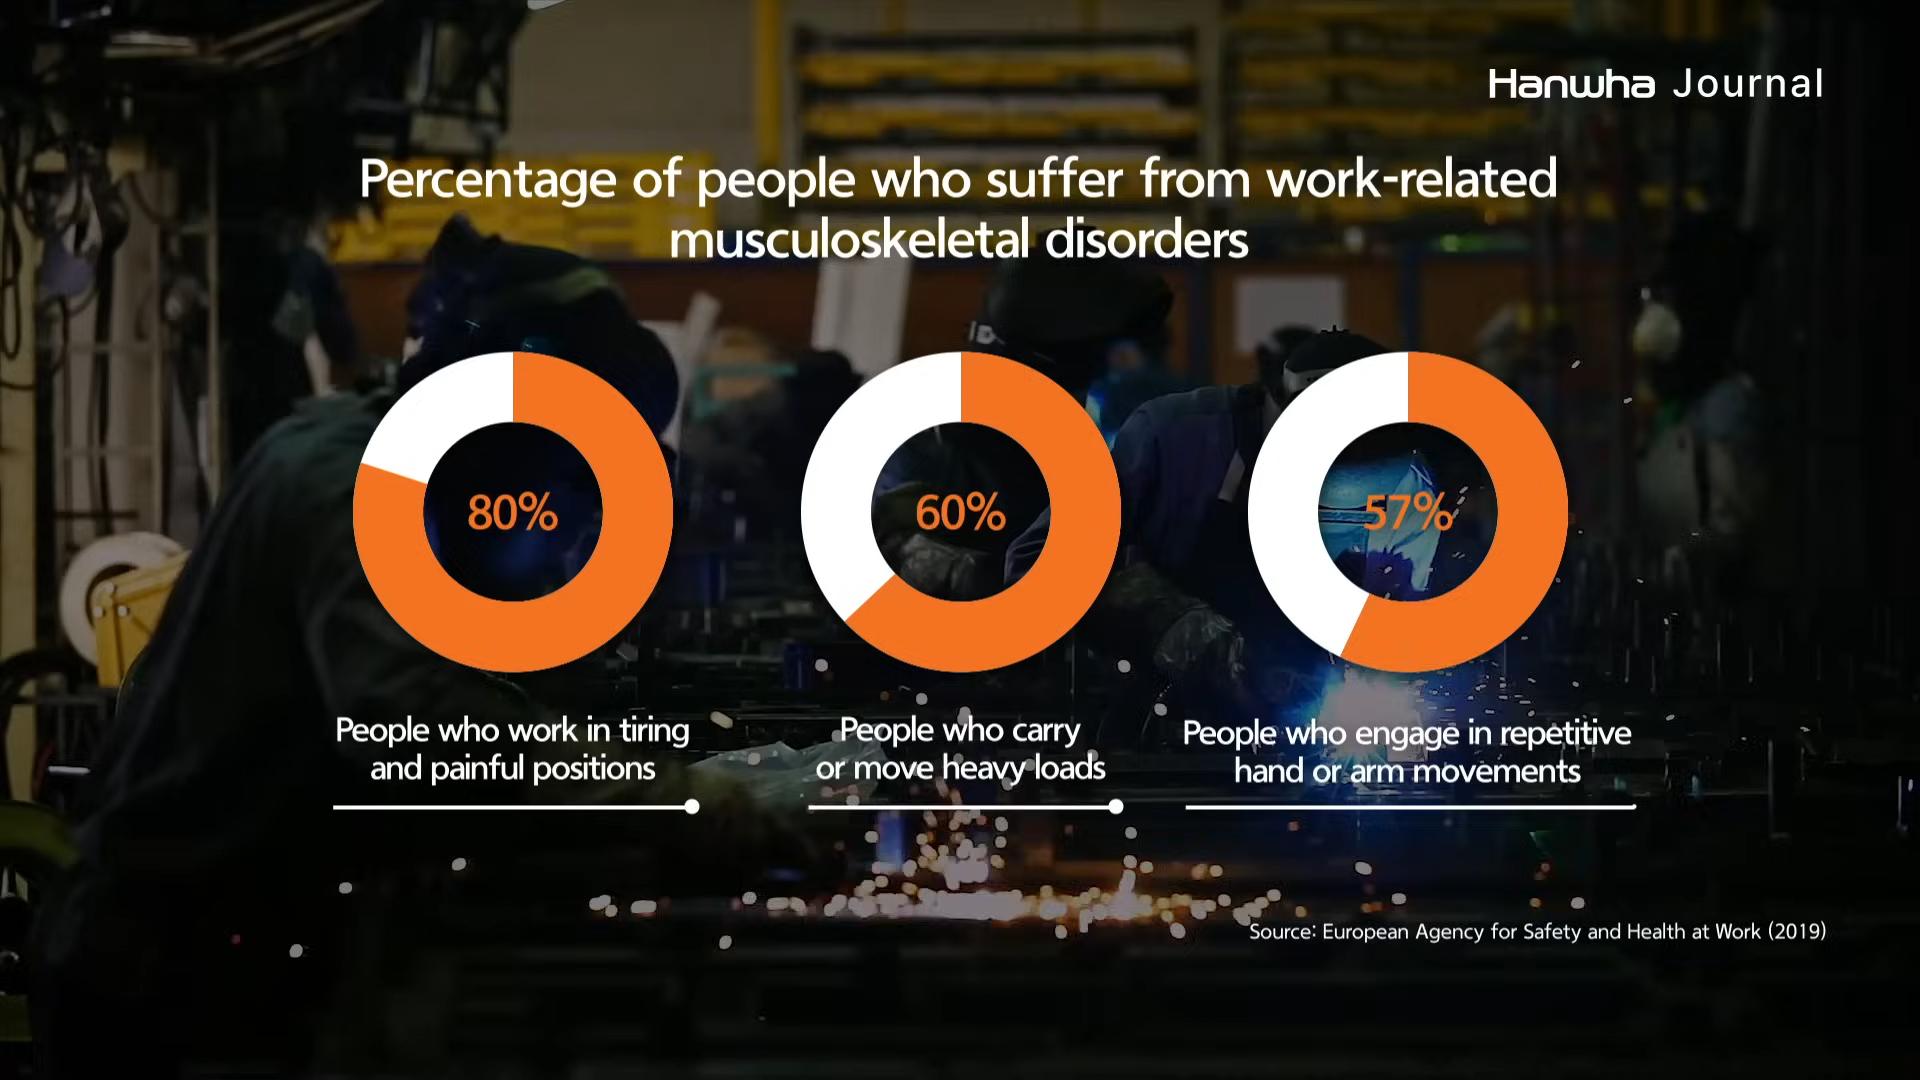 Hanwha Journal
Percentage of people who suffer from work-related
musculoskeletal disorders
80%
60%
57%
People who work in tiring
and painful positions
People who carry
or move heavy loads
People who engage in repetitive
hand or arm movements
Source: European Agency for Safety and Health at Work (2019)